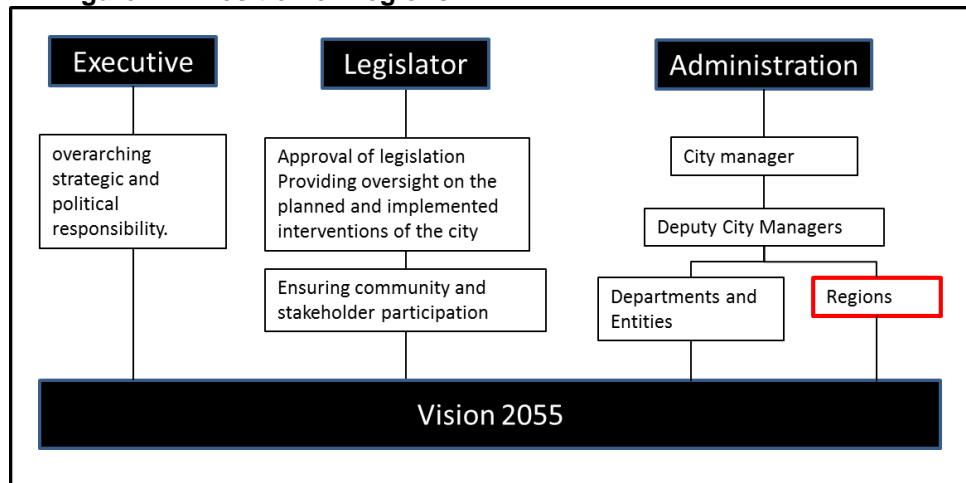 Executive
overarching
strategic and
political
responsibility.
Legislator
Approval of legislation
Providing oversight on the
planned and implemented
interventions of the city
Ensuring community and
stakeholder participation
Administration
City manager
Deputy City Managers
Departments and
Entities
Regions
Vision 2055